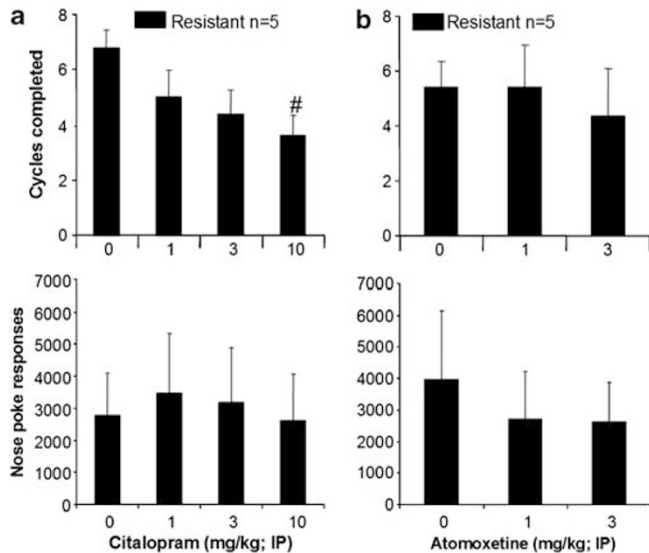 a
Resistant n=5
Cycles completed
8
6
4
2
0
#
0 1 3 10
b
Resistant n=5
8
6
4
2
0
0 1 3
Nose poke responses
7000
6000
5000
4000
3000
2000
1000
0
0 1 3 10
Citalopram (mg/kg; IP)
7000
6000
5000
4000
3000
2000
1000
0
0 1 3
Atomoxetine (mg/kg; IP)